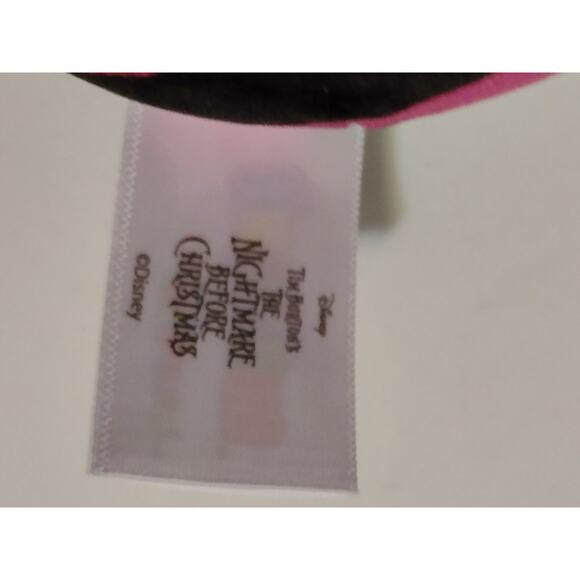 Disney
TIM BURTON'S
THE
NIGHTMARE
BEFORE
CHRISTMAS
©Disney